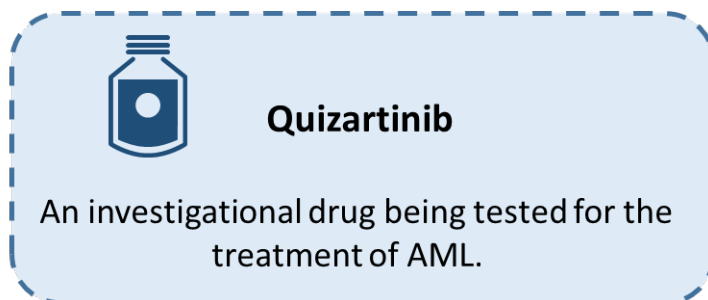 Quizartinib
An investigational drug being tested for the
treatment of AML.